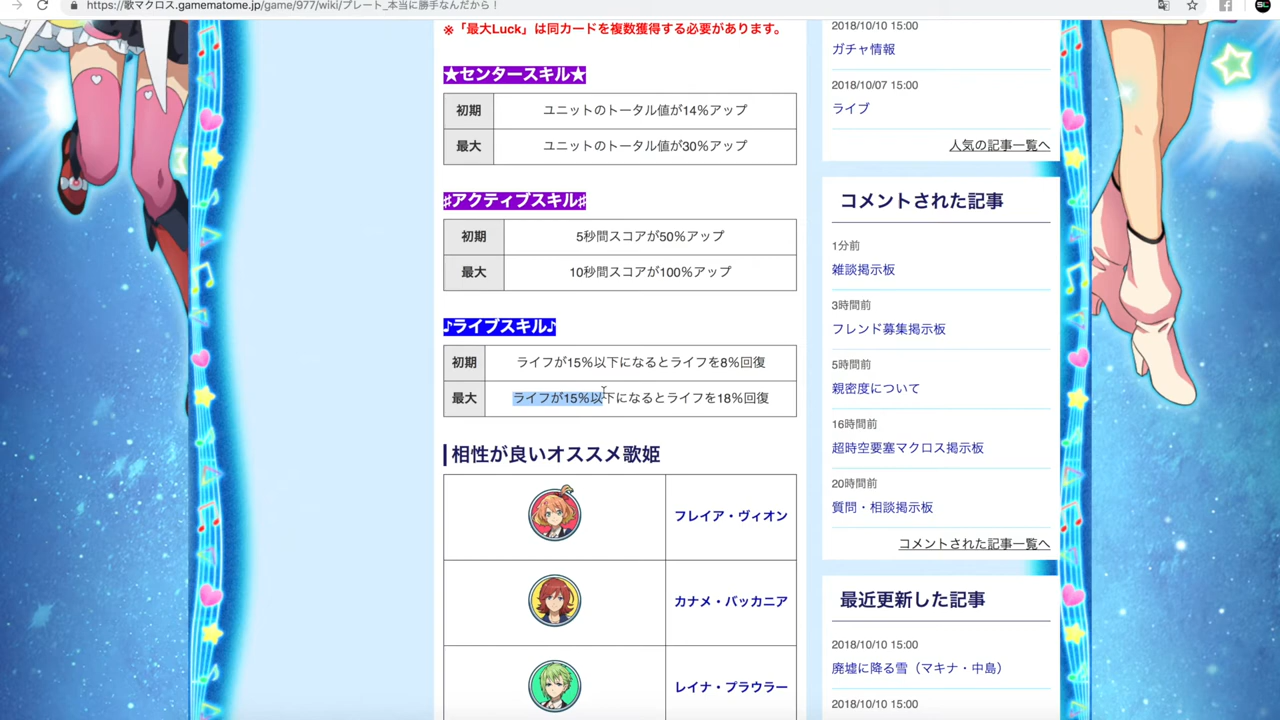 https://歌マクロス.gamematome.jp/game/977/wiki/プレート_本当に勝手なんだから！
※「最大Luck」は同カードを複数獲得する必要があります。
★センタースキル★
初期 ユニットのトータル値が14%アップ
最大 ユニットのトータル値が30%アップ
♯アクティブスキル♯
初期 5秒間スコアが50%アップ
最大 10秒間スコアが100%アップ
♪ライブスキル♪
初期 ライフが15%以下になるとライフを8%回復
最大 ライフが15%以下になるとライフを18%回復
相性が良いオススメ歌姫
フレイア・ヴィオン
カナメ・バッカニア
レイナ・プラウラー
2018/10/10 15:00
ガチャ情報
2018/10/07 15:00
ライブ
人気の記事一覧へ
コメントされた記事
1分前
雑談掲示板
3時間前
フレンド募集掲示板
5時間前
親密度について
16時間前
超時空要塞マクロス掲示板
20時間前
質問・相談掲示板
コメントされた記事一覧へ
最近更新した記事
2018/10/10 15:00
廃墟に降る雪（マキナ・中島）
2018/10/10 15:00